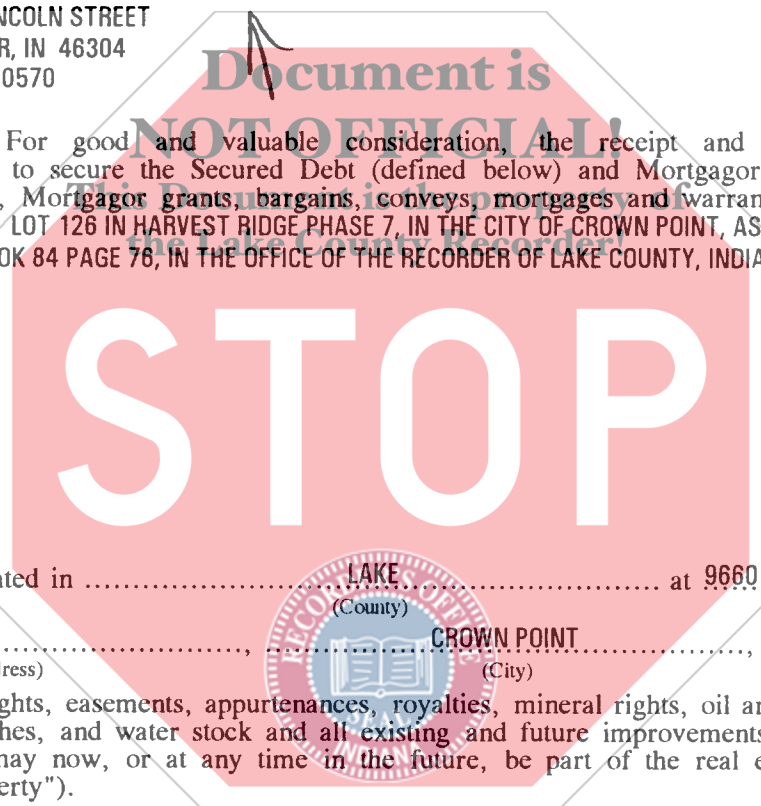 NCOLN STREET
R, IN 46304
0570
Document is
NOT OFFICIAL!
This Document is the property of
the Lake County Recorder!
For good and valuable consideration, the receipt and
to secure the Secured Debt (defined below) and Mortgagor
, Mortgagor grants, bargains, conveys, mortgages and warran
LOT 126 IN HARVEST RIDGE PHASE 7, IN THE CITY OF CROWN POINT, AS
OK 84 PAGE 76, IN THE OFFICE OF THE RECORDER OF LAKE COUNTY, INDIA
STOP
ated in ........................ LAKE ........................ at 9660
(County)
........................, ............ CROWN POINT ............,
ress) (City)
RECORDER'S OFFICE
SEAL
INDIANA
ghts, easements, appurtenances, royalties, mineral rights, oil a
hes, and water stock and all existing and future improvements
may now, or at any time in the future, be part of the real e
erty").